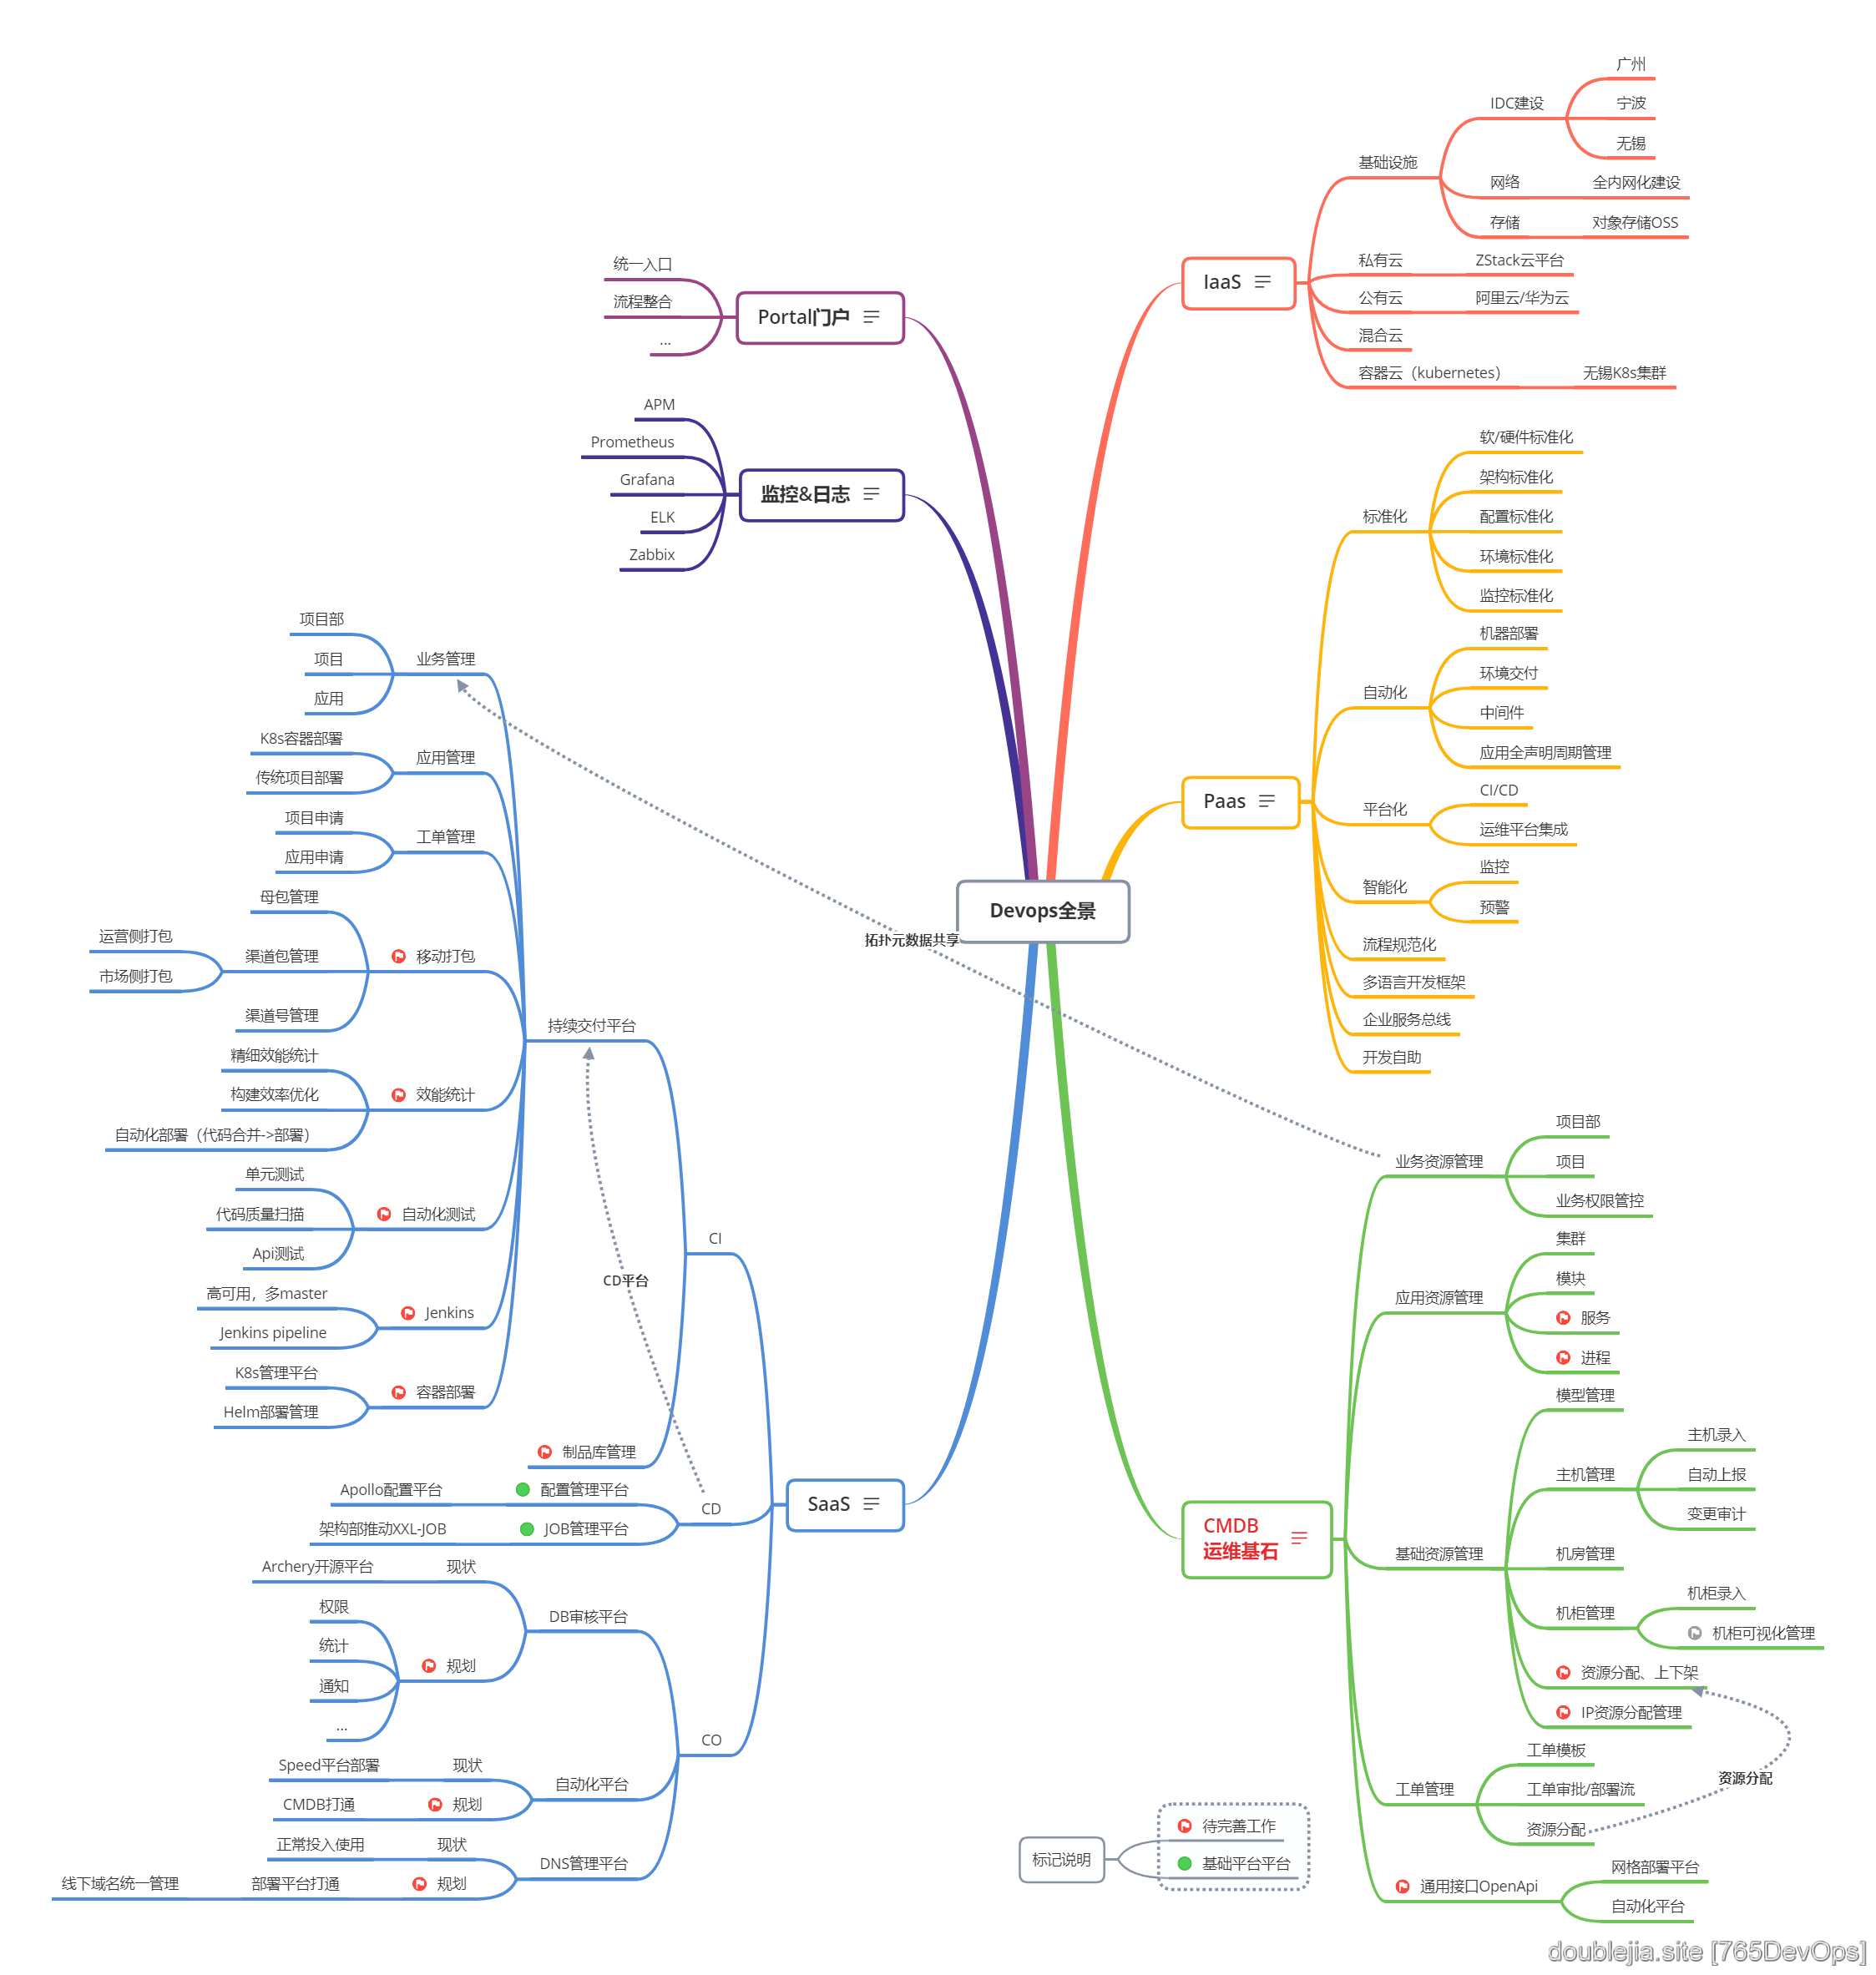 Devops全景
IaaS
基础设施
IDC建设
广州
宁波
无锡
网络
全内网化建设
存储
对象存储OSS
私有云
ZStack云平台
公有云
阿里云/华为云
混合云
容器云（kubernetes）
无锡K8s集群
Paas
标准化
软/硬件标准化
架构标准化
配置标准化
环境标准化
监控标准化
自动化
机器部署
环境交付
中间件
应用全声明周期管理
平台化
CI/CD
运维平台集成
智能化
监控
预警
流程规范化
多语言开发框架
企业服务总线
开发自助
CMDB
运维基石
业务资源管理
项目部
项目
业务权限管控
应用资源管理
集群
模块
服务
进程
基础资源管理
模型管理
主机管理
主机录入
自动上报
变更审计
机房管理
机柜管理
机柜录入
机柜可视化管理
资源分配、上下架
IP资源分配管理
工单管理
工单模板
工单审批/部署流
资源分配
资源分配
通用接口OpenApi
网格部署平台
自动化平台
Portal门户
统一入口
流程整合
...
监控&日志
APM
Prometheus
Grafana
ELK
Zabbix
SaaS
CI
持续交付平台
业务管理
项目部
项目
应用
应用管理
K8s容器部署
传统项目部署
工单管理
项目申请
应用申请
移动打包
母包管理
渠道包管理
运营侧打包
市场侧打包
渠道号管理
效能统计
精细效能统计
构建效率优化
自动化部署（代码合并->部署）
自动化测试
单元测试
代码质量扫描
Api测试
Jenkins
高可用，多master
Jenkins pipeline
容器部署
K8s管理平台
Helm部署管理
制品库管理
CD
配置管理平台
Apollo配置平台
JOB管理平台
架构部推动XXL-JOB
CO
DB审核平台
现状
Archery开源平台
规划
权限
统计
通知
...
自动化平台
现状
Speed平台部署
规划
CMDB打通
DNS管理平台
现状
正常投入使用
规划
部署平台打通
线下域名统一管理
拓扑元数据共享
CD平台
标记说明
待完善工作
基础平台平台
doublejia.site [765DevOps]